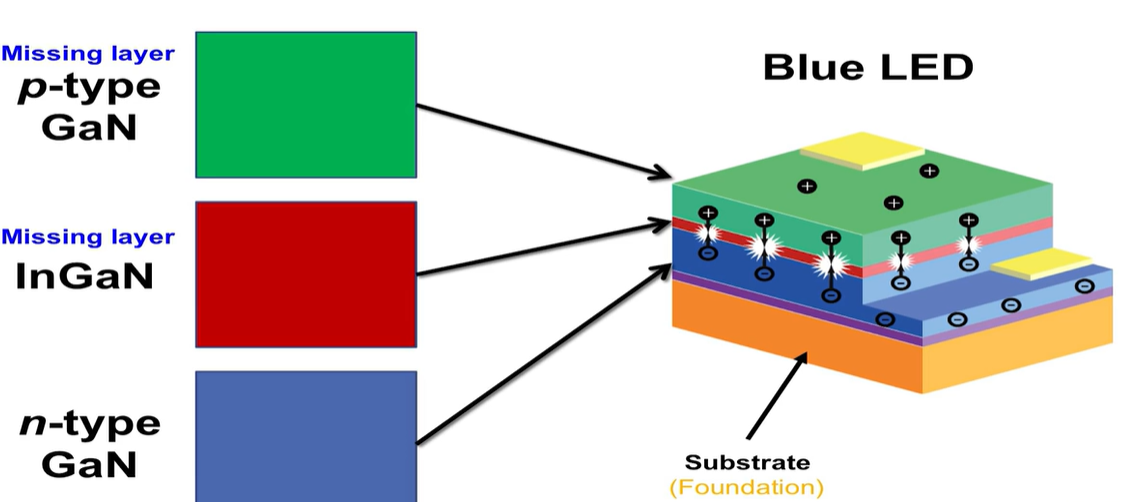 Missing layer
p-type
GaN
Missing layer
InGaN
n-type
GaN
Blue LED
Substrate
(Foundation)